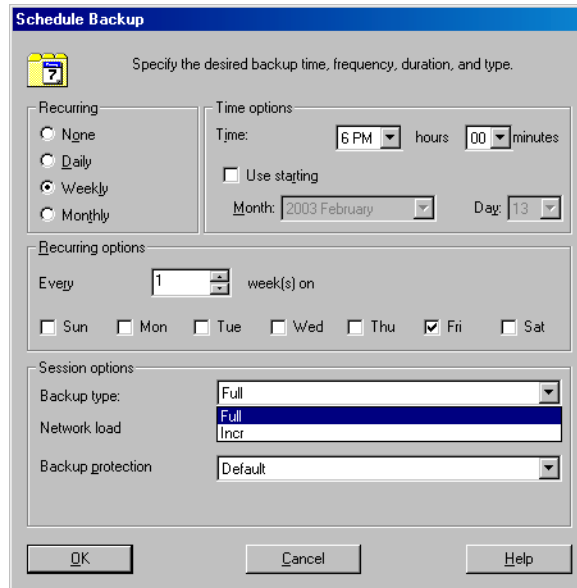 Schedule Backup
7
Specify the desired backup time, frequency, duration, and type.
Recurring
None
Daily
Weekly
Monthly
Time options
Time: 6 PM hours 00 minutes
Use starting
Month: 2003 February Day: 13
Recurring options
Every 1 week(s) on
Sun Mon Tue Wed Thu Fri Sat
Session options
Backup type: Full
Full
Network load
Incr
Backup protection Default
OK Cancel Help